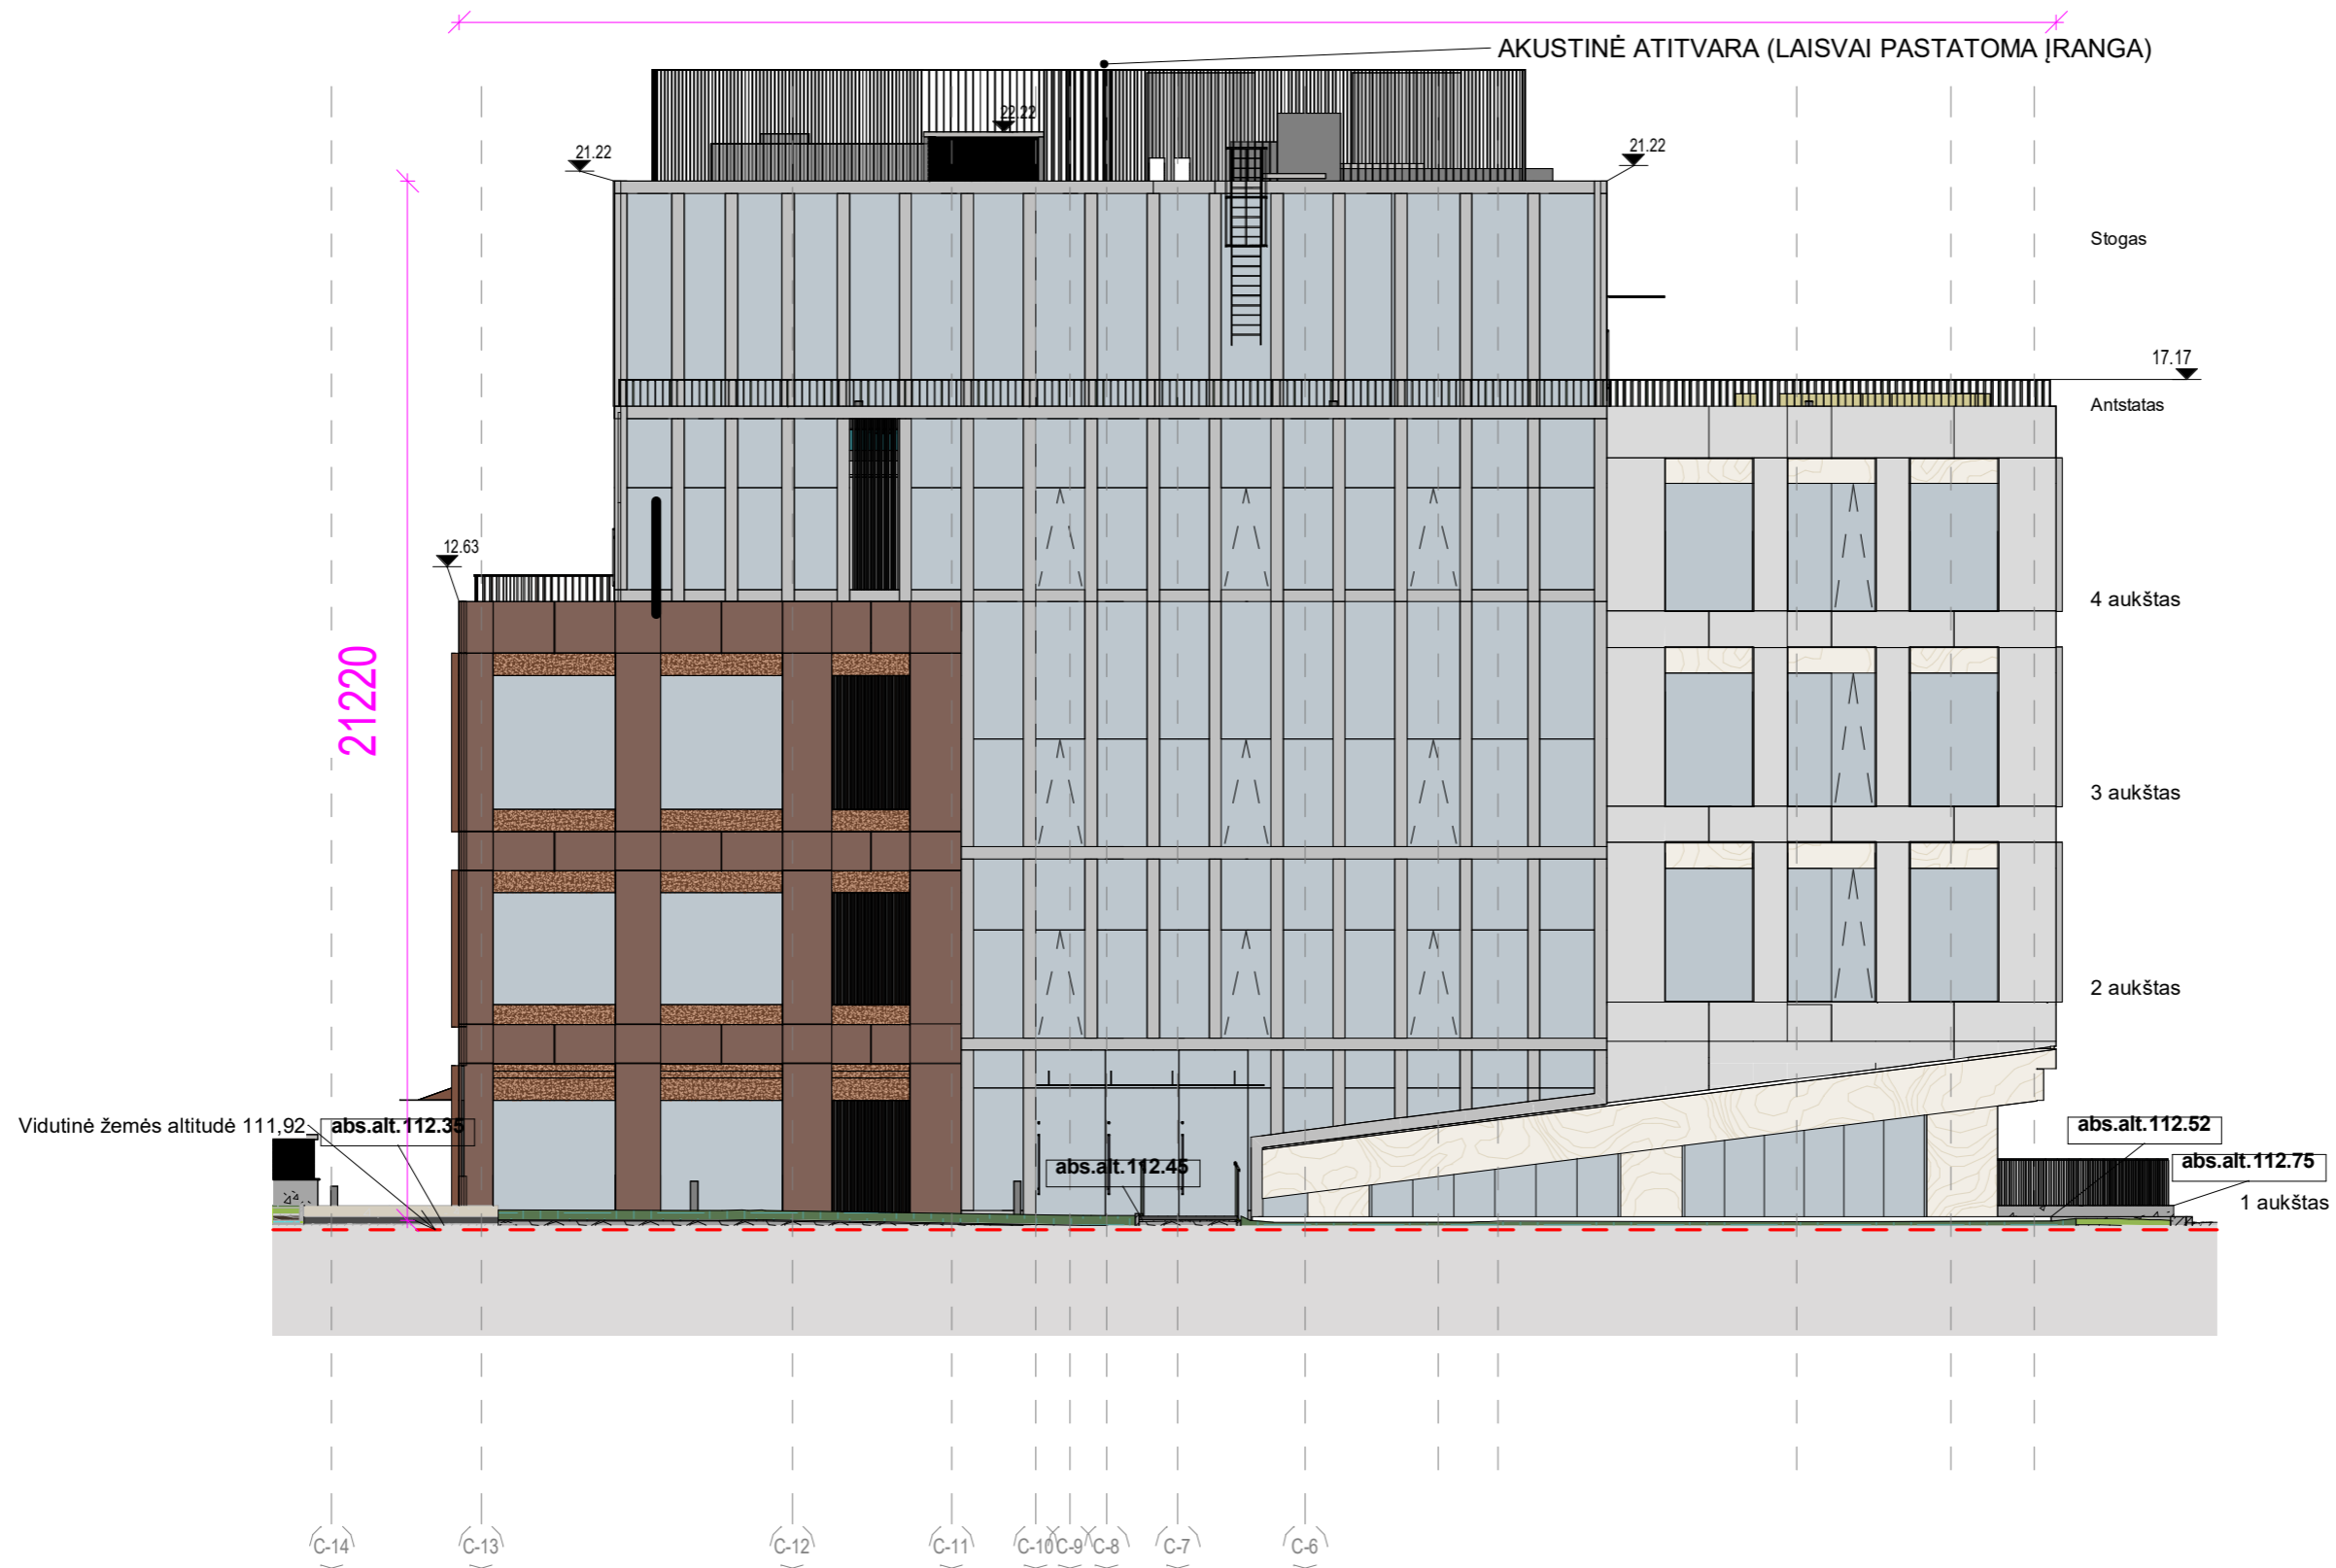 AKUSTINĖ ATITVARA (LAISVAI PASTATOMA ĮRANGA)
22.22
21.22
21.22
Stogas
17.17
Antstatas
12.63
4 aukštas
21220
3 aukštas
2 aukštas
Vidutinė žemės altitudė 111,92
abs.alt.112.35
abs.alt.112.52
abs.alt.112.45
abs.alt.112.75
1 aukštas
C-14
C-13
C-12
C-11
C-10
C-9
C-8
C-7
C-6